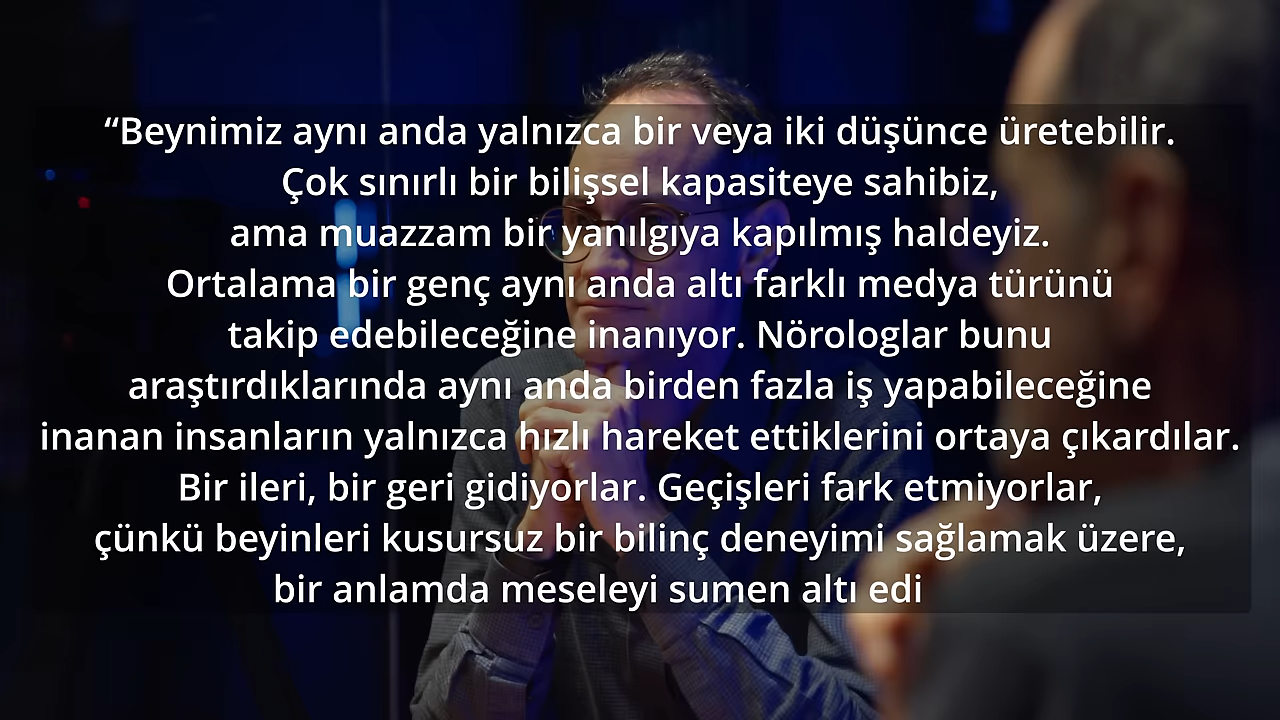 “Beynimiz aynı anda yalnızca bir veya iki düşünce üretebilir.
Çok sınırlı bir bilişsel kapasiteye sahibiz,
ama muazzam bir yanılgıya kapılmış haldeyiz.
Ortalama bir genç aynı anda altı farklı medya türünü
takip edebileceğine inanıyor. Nörologlar bunu
araştırdıklarında aynı anda birden fazla iş yapabileceğine
inanan insanların yalnızca hızlı hareket ettiklerini ortaya çıkardılar.
Bir ileri, bir geri gidiyorlar. Geçişleri fark etmiyorlar,
çünkü beyinleri kusursuz bir bilinç deneyimi sağlamak üzere,
bir anlamda meseleyi sumen altı edi